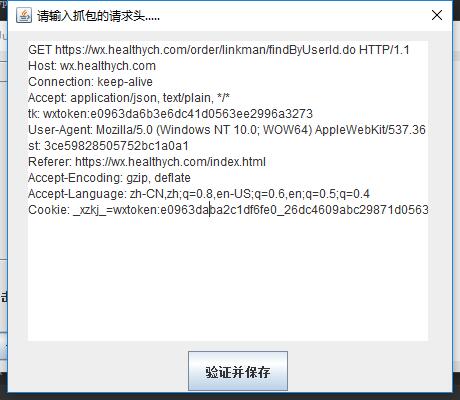 请输入抓包的请求头.....
GET https://wx.healthych.com/order/linkman/findByUserId.do HTTP/1.1
Host: wx.healthych.com
Connection: keep-alive
Accept: application/json, text/plain, */*
tk: wxtoken:e0963da6b3e6dc41d0563ee2996a3273
User-Agent: Mozilla/5.0 (Windows NT 10.0; WOW64) AppleWebKit/537.36
st: 3ce59828505752bc1a0a1
Referer: https://wx.healthych.com/index.html
Accept-Encoding: gzip, deflate
Accept-Language: zh-CN,zh;q=0.8,en-US;q=0.6,en;q=0.5;q=0.4
Cookie: _xzkj_=wxtoken:e0963daba2c1df6fe0_26dc4609abc29871d0563
验证并保存